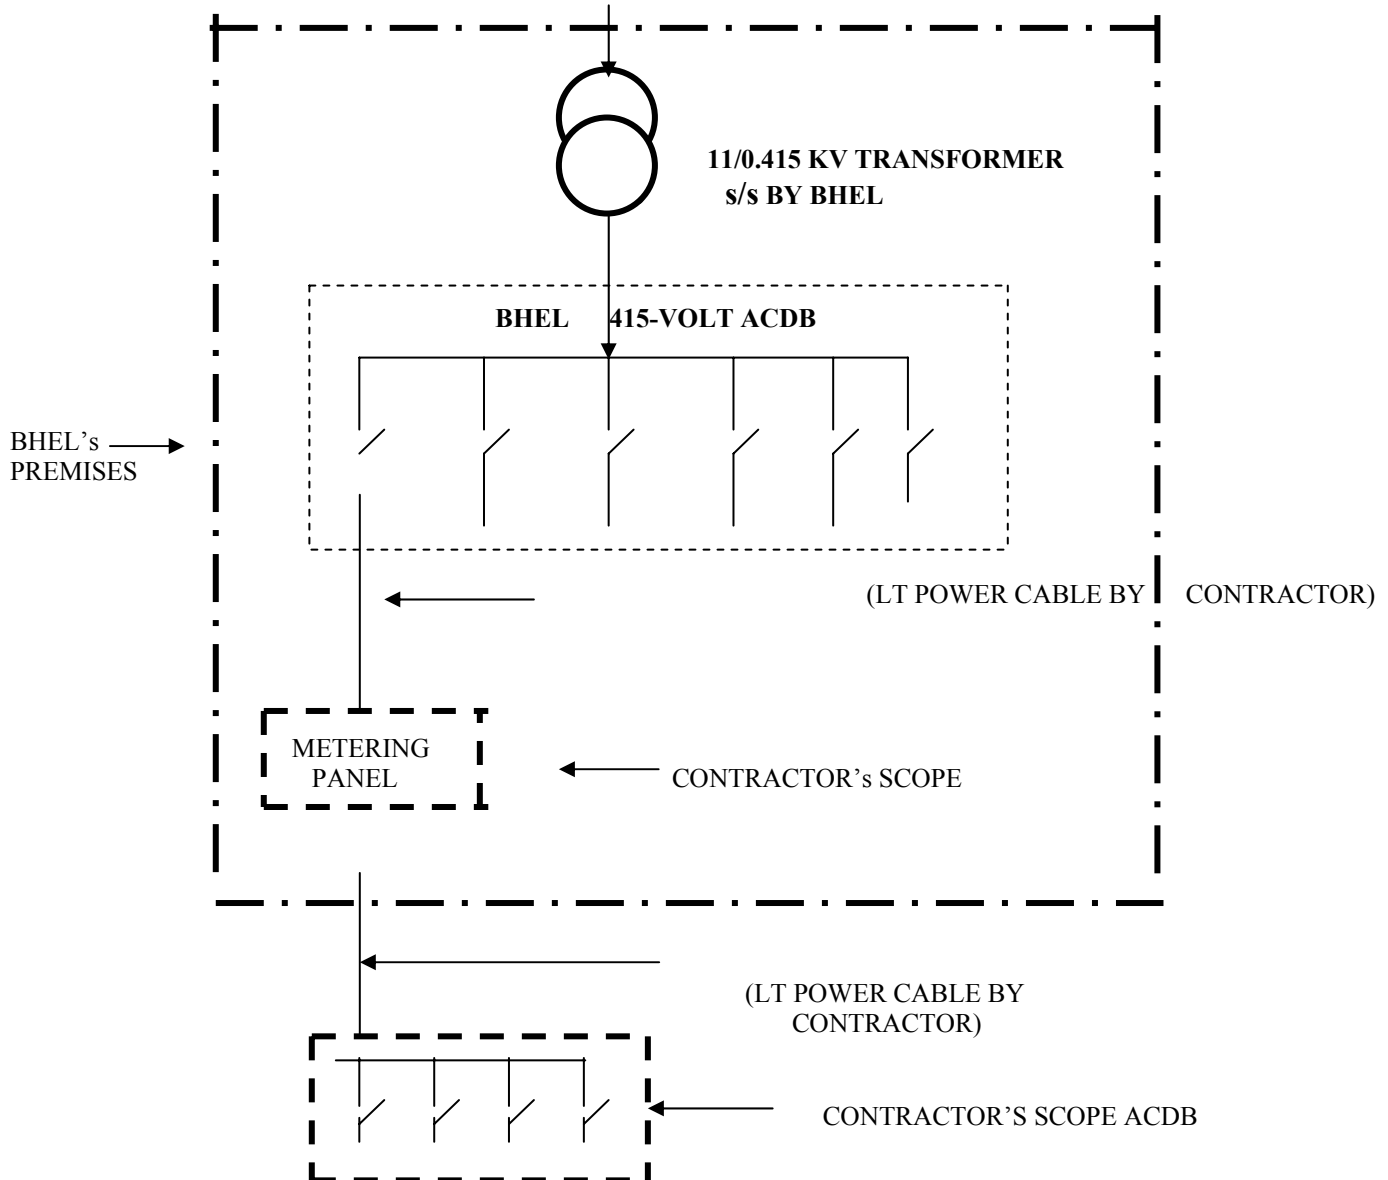 11/0.415 KV TRANSFORMER
s/s BY BHEL
BHEL 415-VOLT ACDB
BHEL’s
PREMISES
(LT POWER CABLE BY CONTRACTOR)
METERING
PANEL
CONTRACTOR’s SCOPE
(LT POWER CABLE BY
CONTRACTOR)
CONTRACTOR’S SCOPE ACDB